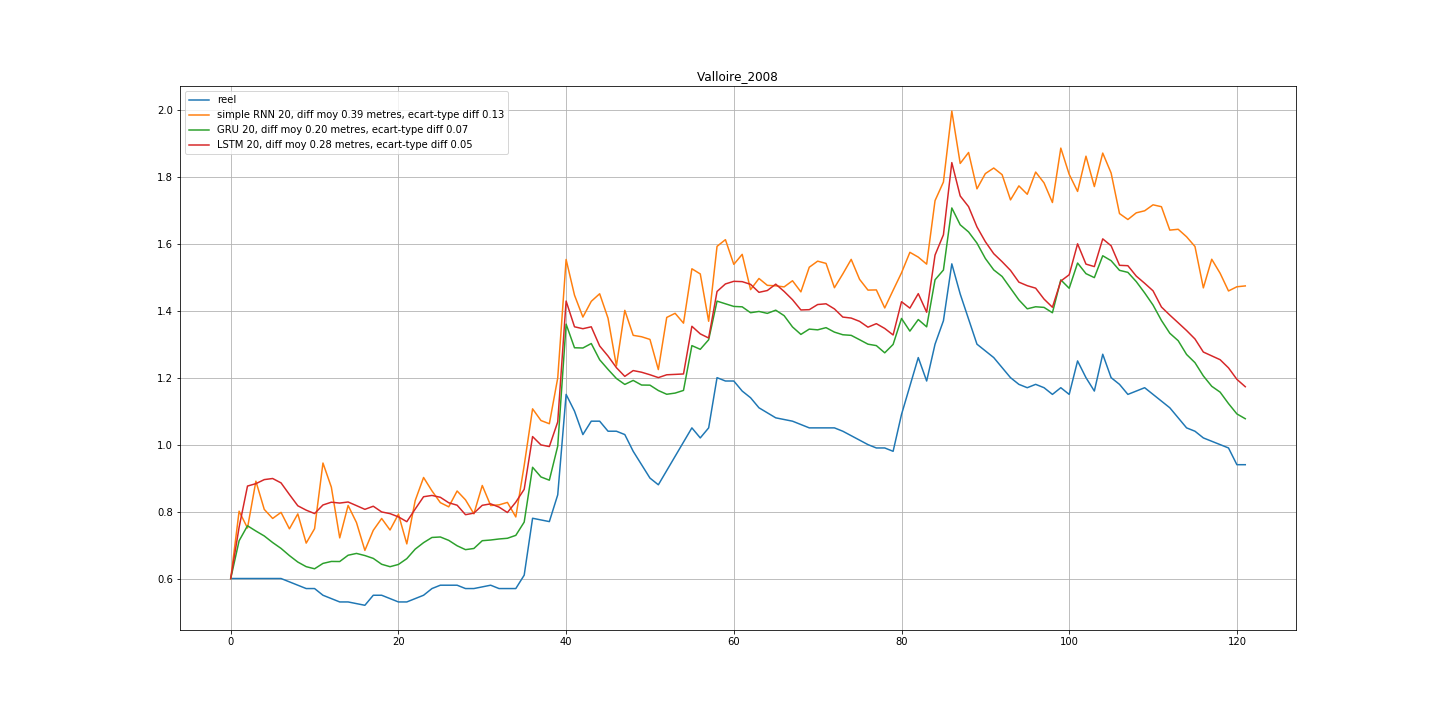 Valloire_2008
reel
simple RNN 20, diff moy 0.39 metres, ecart-type diff 0.13
GRU 20, diff moy 0.20 metres, ecart-type diff 0.07
LSTM 20, diff moy 0.28 metres, ecart-type diff 0.05
2.0
1.8
1.6
1.4
1.2
1.0
0.8
0.6
0 20 40 60 80 100 120